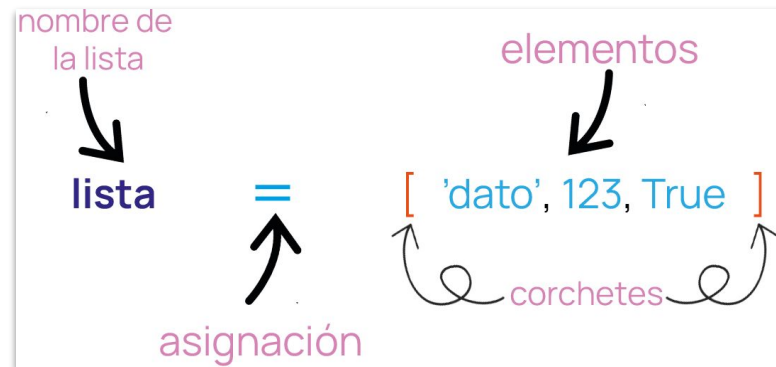 nombre de
la lista
elementos
lista = [ ’dato’, 123, True ]
corchetes
asignación